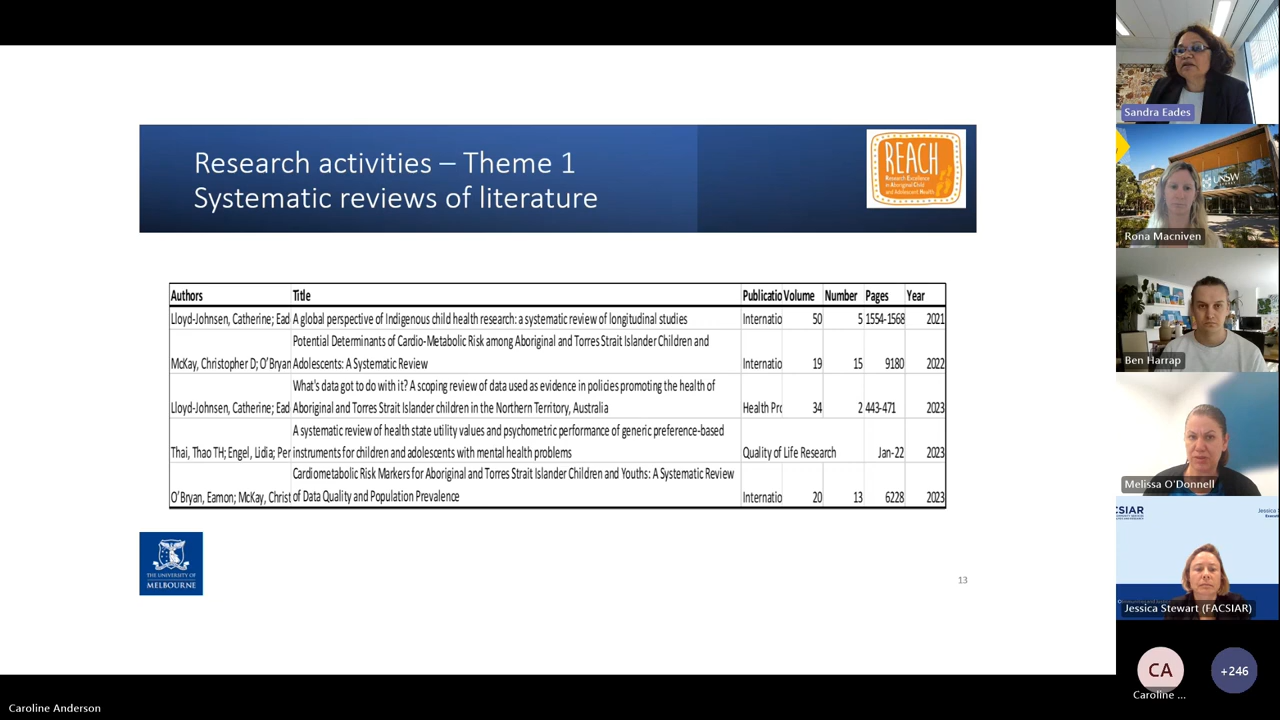 Research activities – Theme 1
Systematic reviews of literature
REACH
Research Excellence
in Aboriginal Child
and Adolescent Health
Authors Title Publicatio Volume Number Pages Year
Lloyd-Johnsen, Catherine; Ead A global perspective of Indigenous child health research: a systematic review of longitudinal studies Internatio 50 5 1554-1568 2021
Potential Determinants of Cardio-Metabolic Risk among Aboriginal and Torres Strait Islander Children and
McKay, Christopher D; O'Bryan Adolescents: A Systematic Review Internatio 19 15 9180 2022
What's data got to do with it? A scoping review of data used as evidence in policies promoting the health of
Lloyd-Johnsen, Catherine; Ead Aboriginal and Torres Strait Islander children in the Northern Territory, Australia Health Prc 34 2 443-471 2023
A systematic review of health state utility values and psychometric performance of generic preference-based
Thai, Thao TH; Engel, Lidia; Per instruments for children and adolescents with mental health problems Quality of Life Research Jan-22 2023
Cardiometabolic Risk Markers for Aboriginal and Torres Strait Islander Children and Youths: A Systematic Review
O'Bryan, Eamon; McKay, Christ of Data Quality and Population Prevalence Internatio 20 13 6228 2023
THE UNIVERSITY OF
MELBOURNE
13
Sandra Eades
UNSW
Rona Macniven
Ben Harrap
Melissa O'Donnell
CSIAR
Jessica
Jessica Stewart (FACSIAR)
CA
+246
Caroline ...
Caroline Anderson